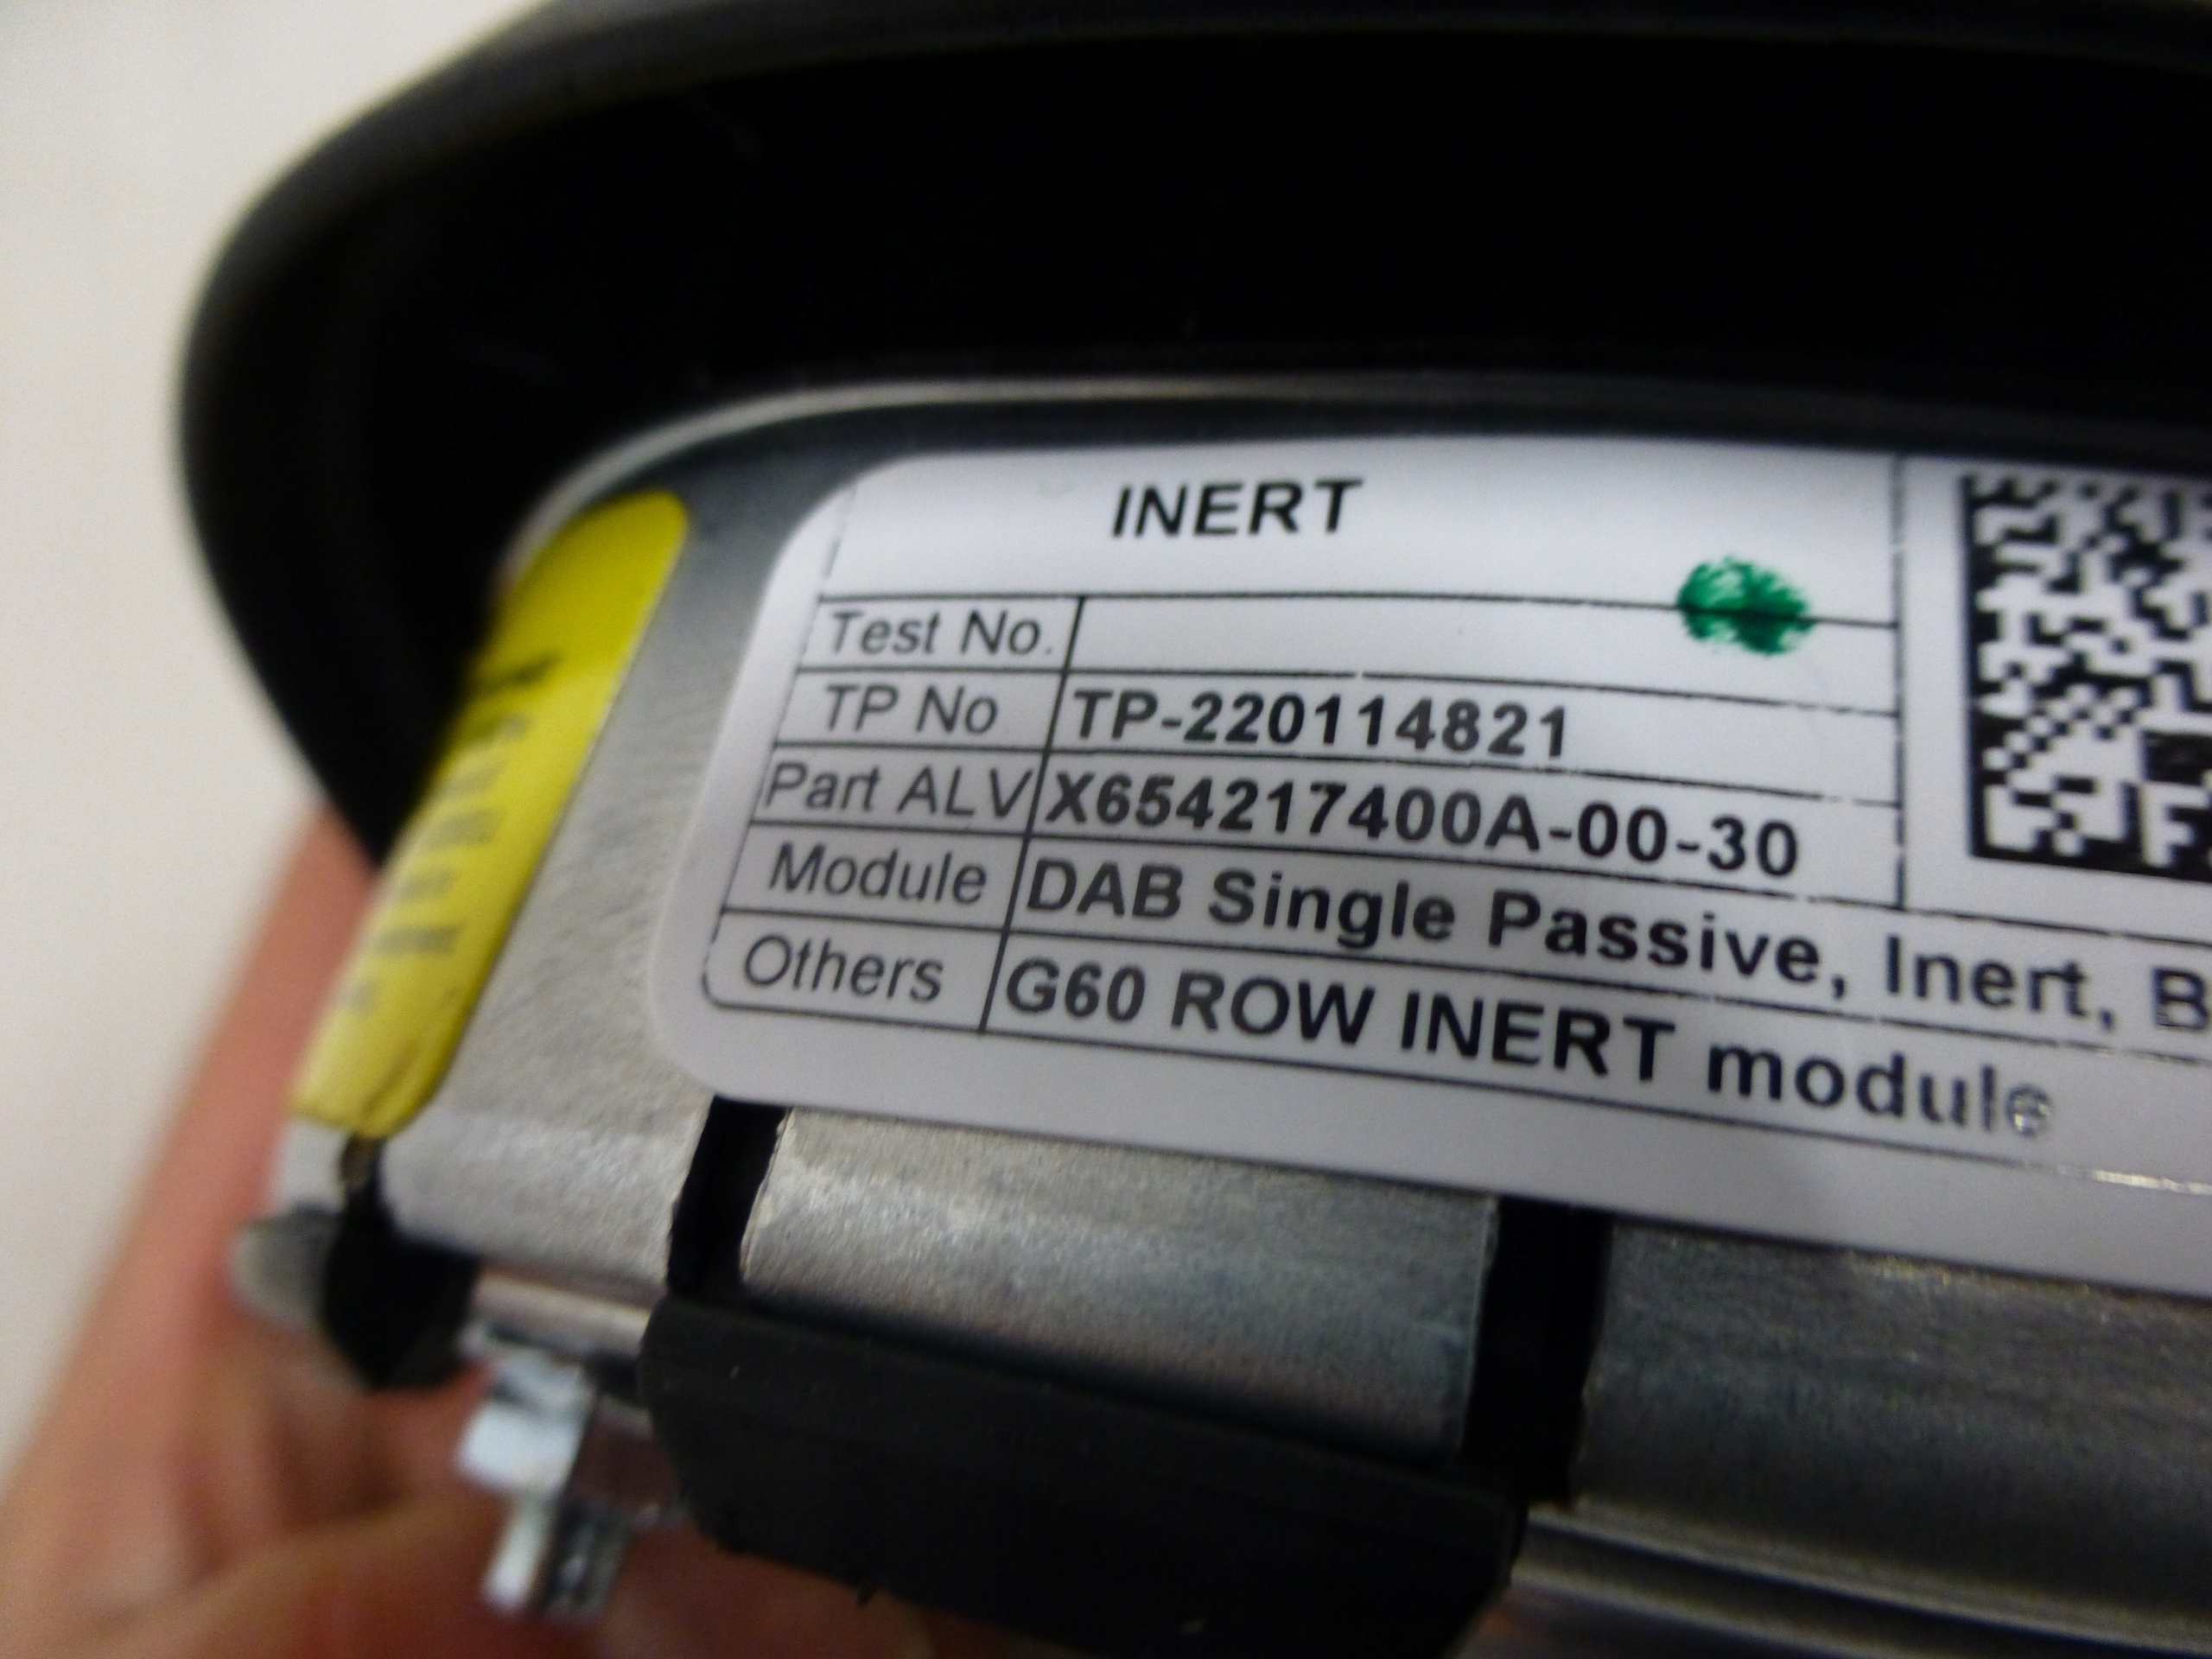 INERT
Test No.
TP No TP-220114821
Part ALV X654217400A-00-30
Module DAB Single Passive, Inert, B
Others G60 ROW INERT module